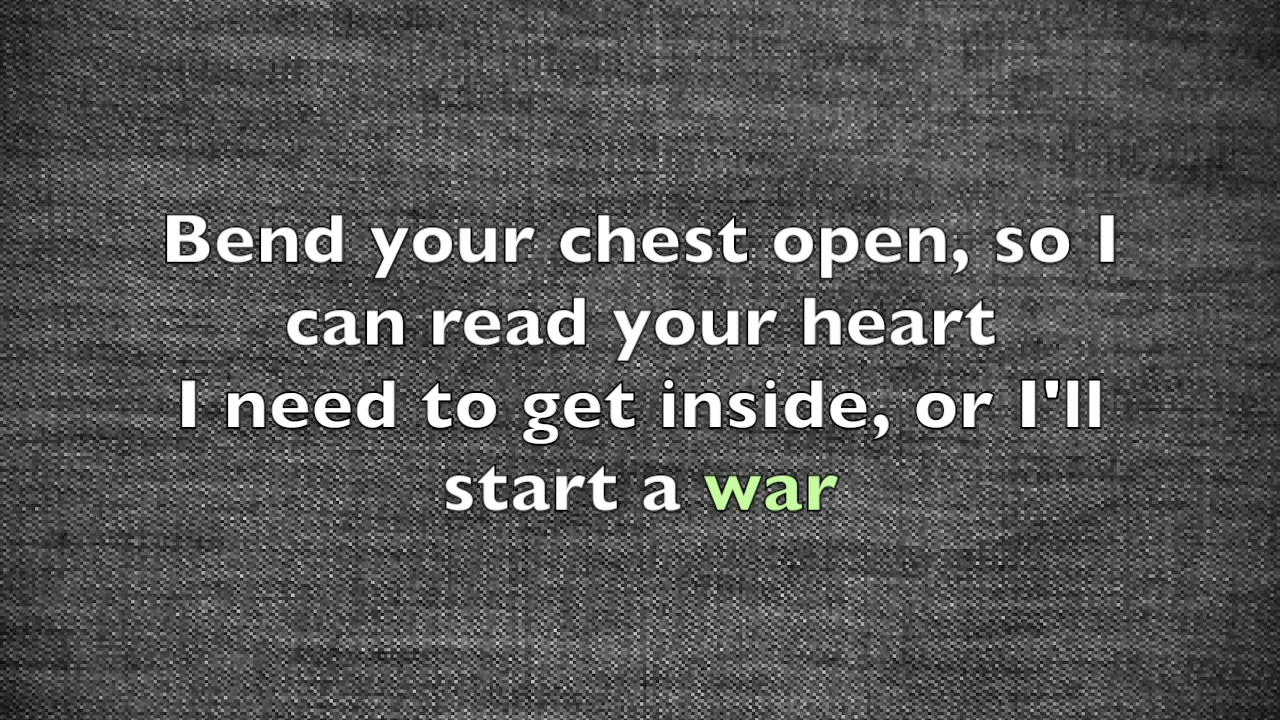 Bend your chest open, so I
can read your heart
I need to get inside, or I'll
start a war